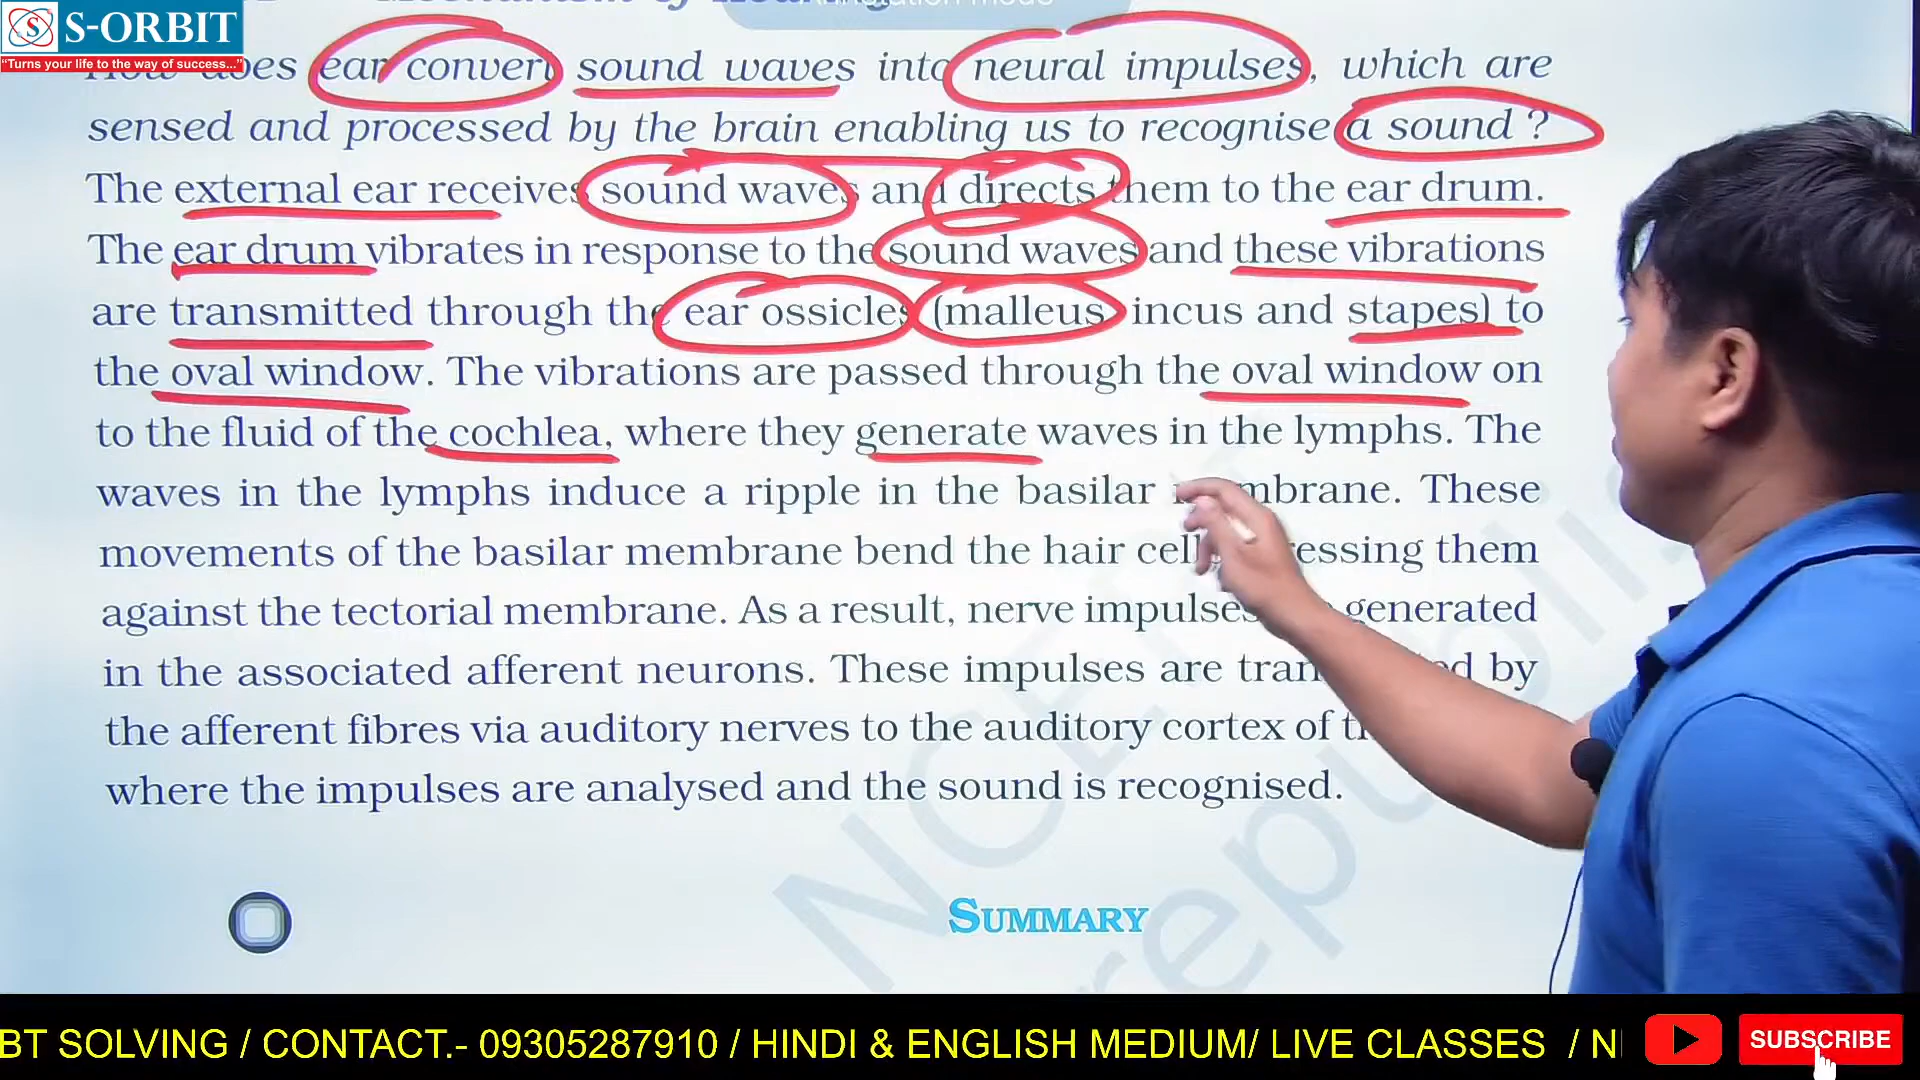 S-ORBIT
"Turns your life to the way of success..."
does ear convert sound waves into neural impulses, which are
sensed and processed by the brain enabling us to recognise a sound ?
The external ear receives sound waves and directs them to the ear drum.
The ear drum vibrates in response to the sound waves and these vibrations
are transmitted through the ear ossicles (malleus incus and stapes) to
the oval window. The vibrations are passed through the oval window on
to the fluid of the cochlea, where they generate waves in the lymphs. The
waves in the lymphs induce a ripple in the basilar membrane. These
movements of the basilar membrane bend the hair cells, pressing them
against the tectorial membrane. As a result, nerve impulses generated
in the associated afferent neurons. These impulses are by
the afferent fibres via auditory nerves to the auditory cortex of
where the impulses are analysed and the sound is recognised.
SUMMARY
BT SOLVING / CONTACT.- 09305287910 / HINDI & ENGLISH MEDIUM/ LIVE CLASSES / N
SUBSCRIBE